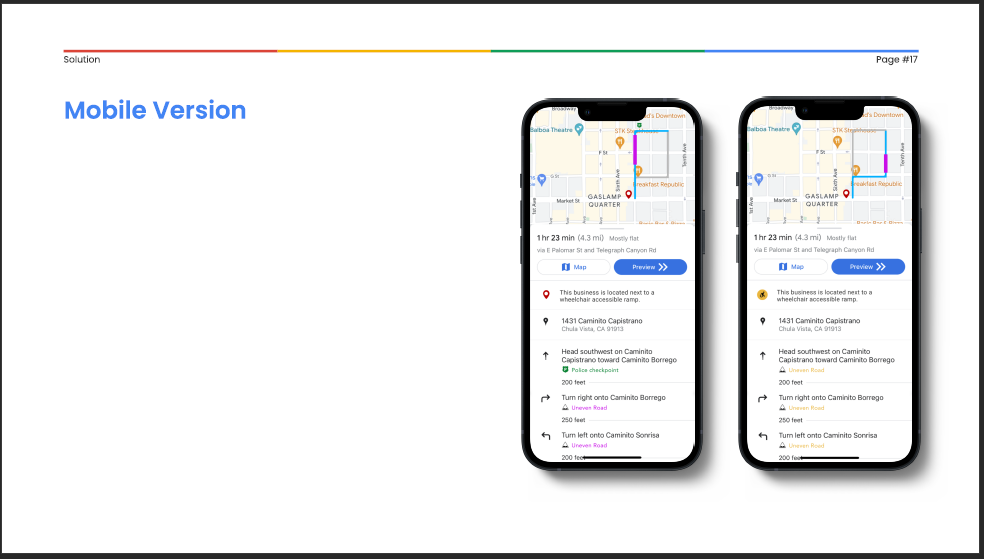 Solution
Page #17
Mobile Version
Broadway
d's Downtown
Balboa Theatre
STK Steakhouse
F St
Tenth Ave
G St
Sixth Ave
Breakfast Republic
1st Ave
Market St
GASLAMP
QUARTER
1 hr 23 min (4.3 mi) Mostly flat
via E Palomar St and Telegraph Canyon Rd
Map
Preview
This business is located next to a
wheelchair accessible ramp.
1431 Caminito Capistrano
Chula Vista, CA 91913
Head southwest on Caminito
Capistrano toward Caminito Borrego
Police checkpoint
200 feet
Turn right onto Caminito Borrego
Uneven Road
250 feet
Turn left onto Caminito Sonrisa
Uneven Road
200 fee
Broadway
d's Downtown
Balboa Theatre
STK Steakhouse
F St
Tenth Ave
G St
Sixth Ave
Breakfast Republic
1st Ave
Market St
GASLAMP
QUARTER
1 hr 23 min (4.3 mi) Mostly flat
via E Palomar St and Telegraph Canyon Rd
Map
Preview
This business is located next to a
wheelchair accessible ramp.
1431 Caminito Capistrano
Chula Vista, CA 91913
Head southwest on Caminito
Capistrano toward Caminito Borrego
Uneven Road
200 feet
Turn right onto Caminito Borrego
Uneven Road
250 feet
Turn left onto Caminito Sonrisa
Uneven Road
200 fee